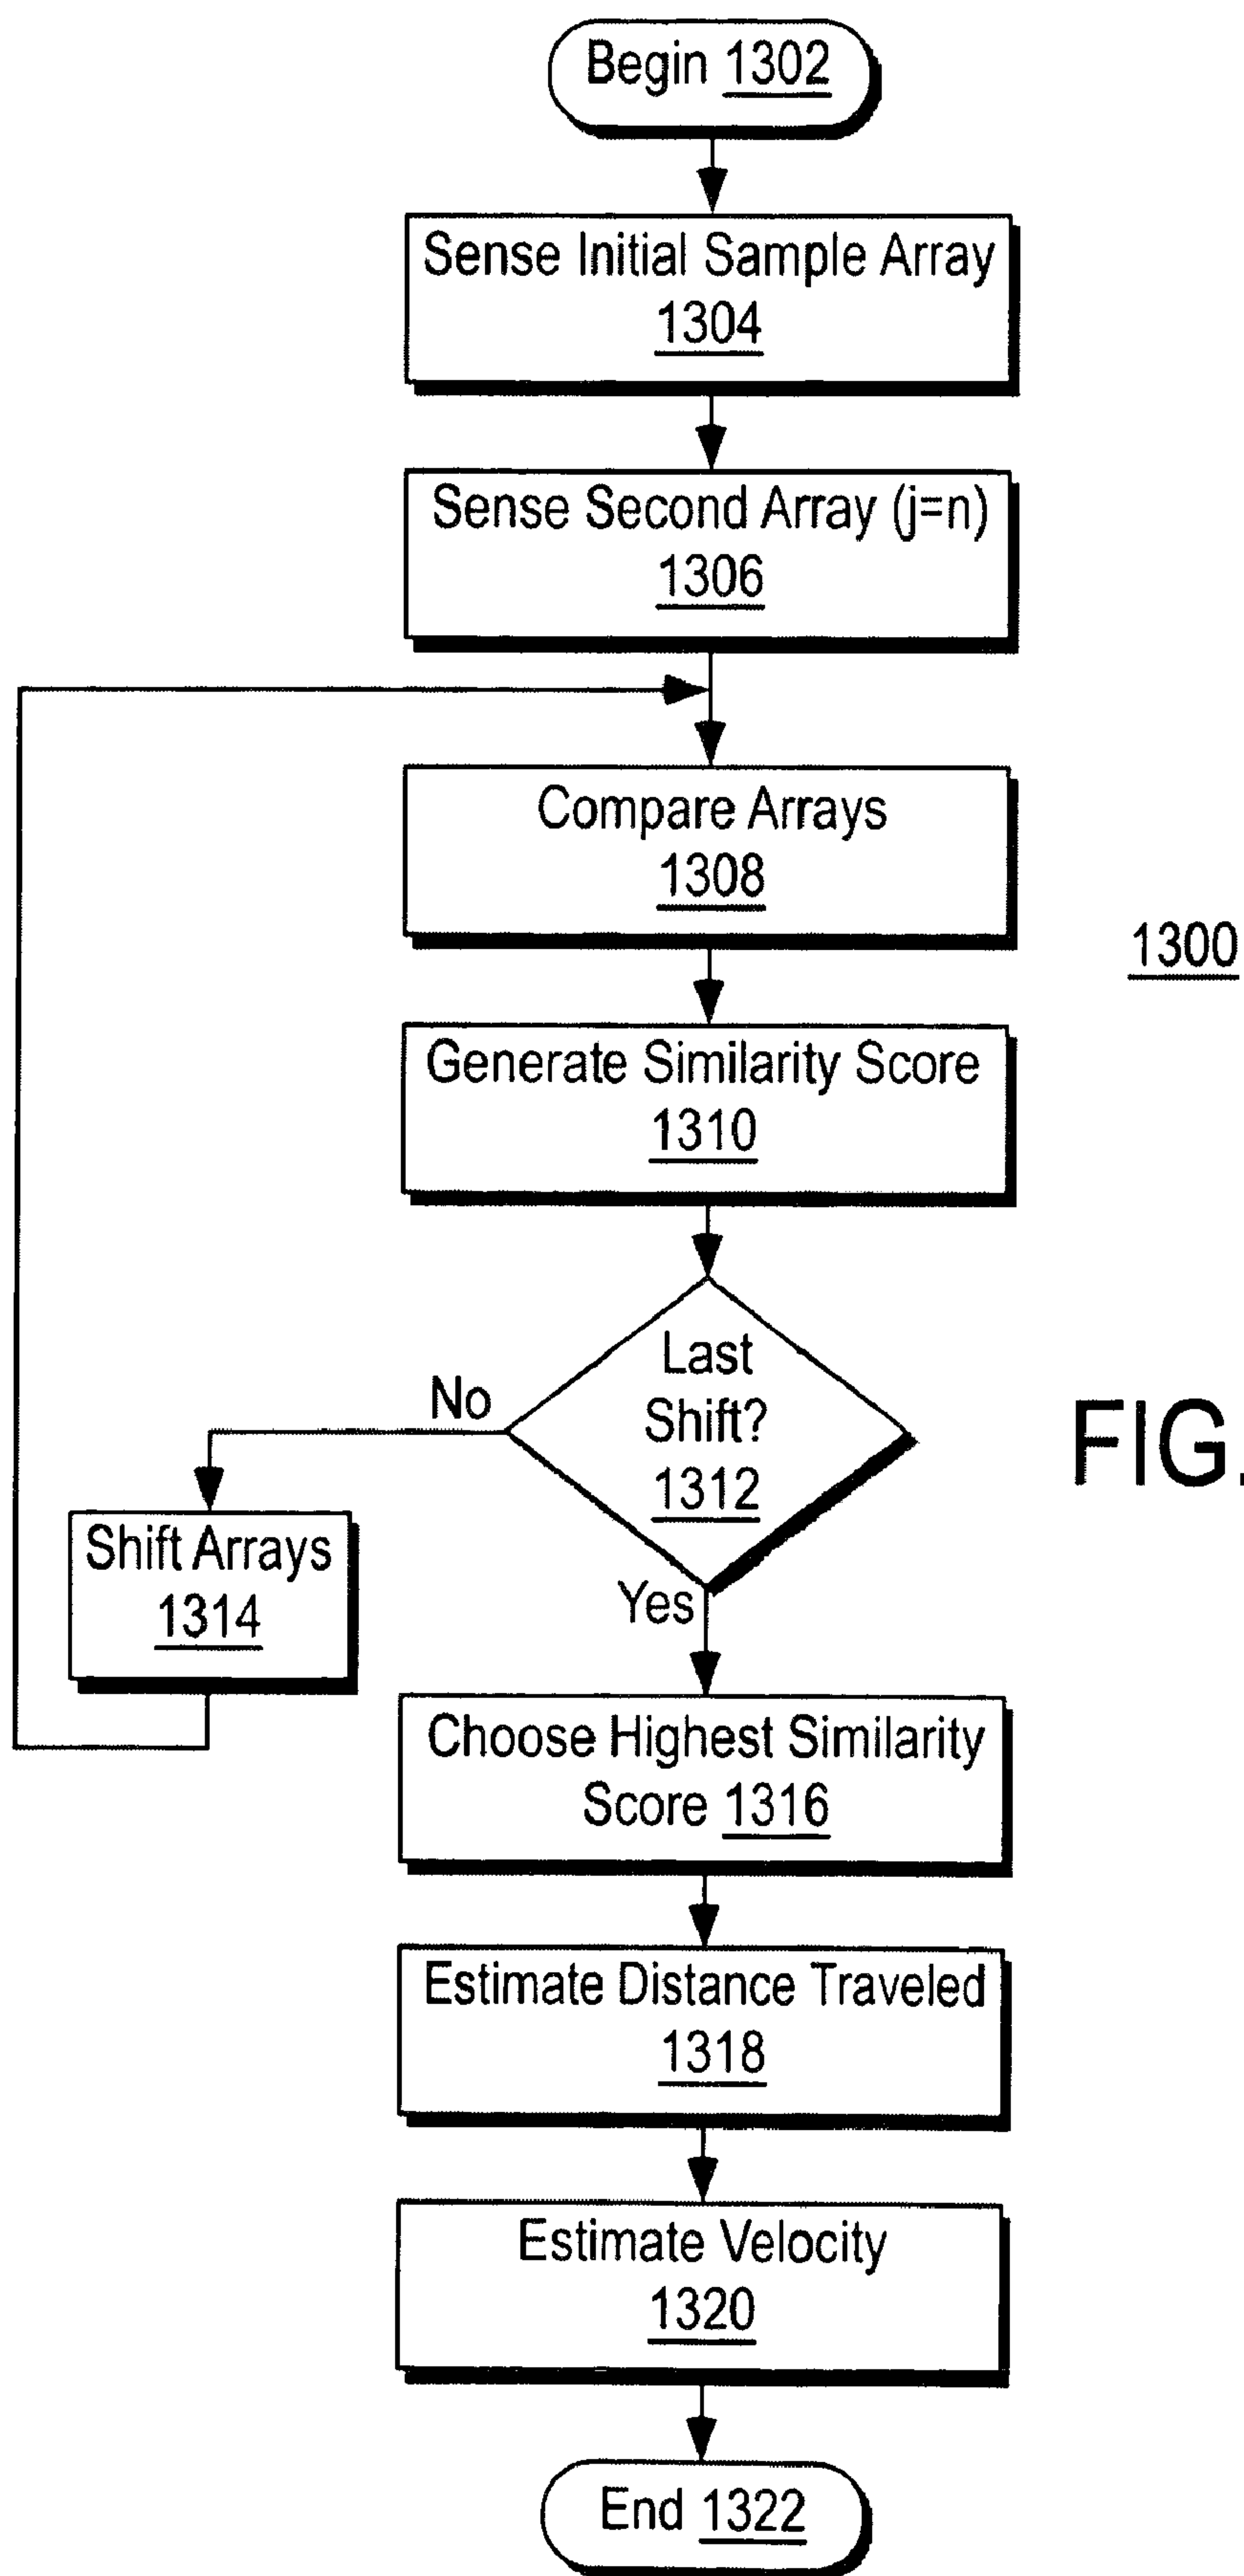 Begin 1302
Sense Initial Sample Array
1304
Sense Second Array (j=n)
1306
Compare Arrays
1308
1300
Generate Similarity Score
1310
Last
Shift?
1312
No
FIG.
Shift Arrays
1314
Yes
Choose Highest Similarity
Score 1316
Estimate Distance Traveled
1318
Estimate Velocity
1320
End 1322